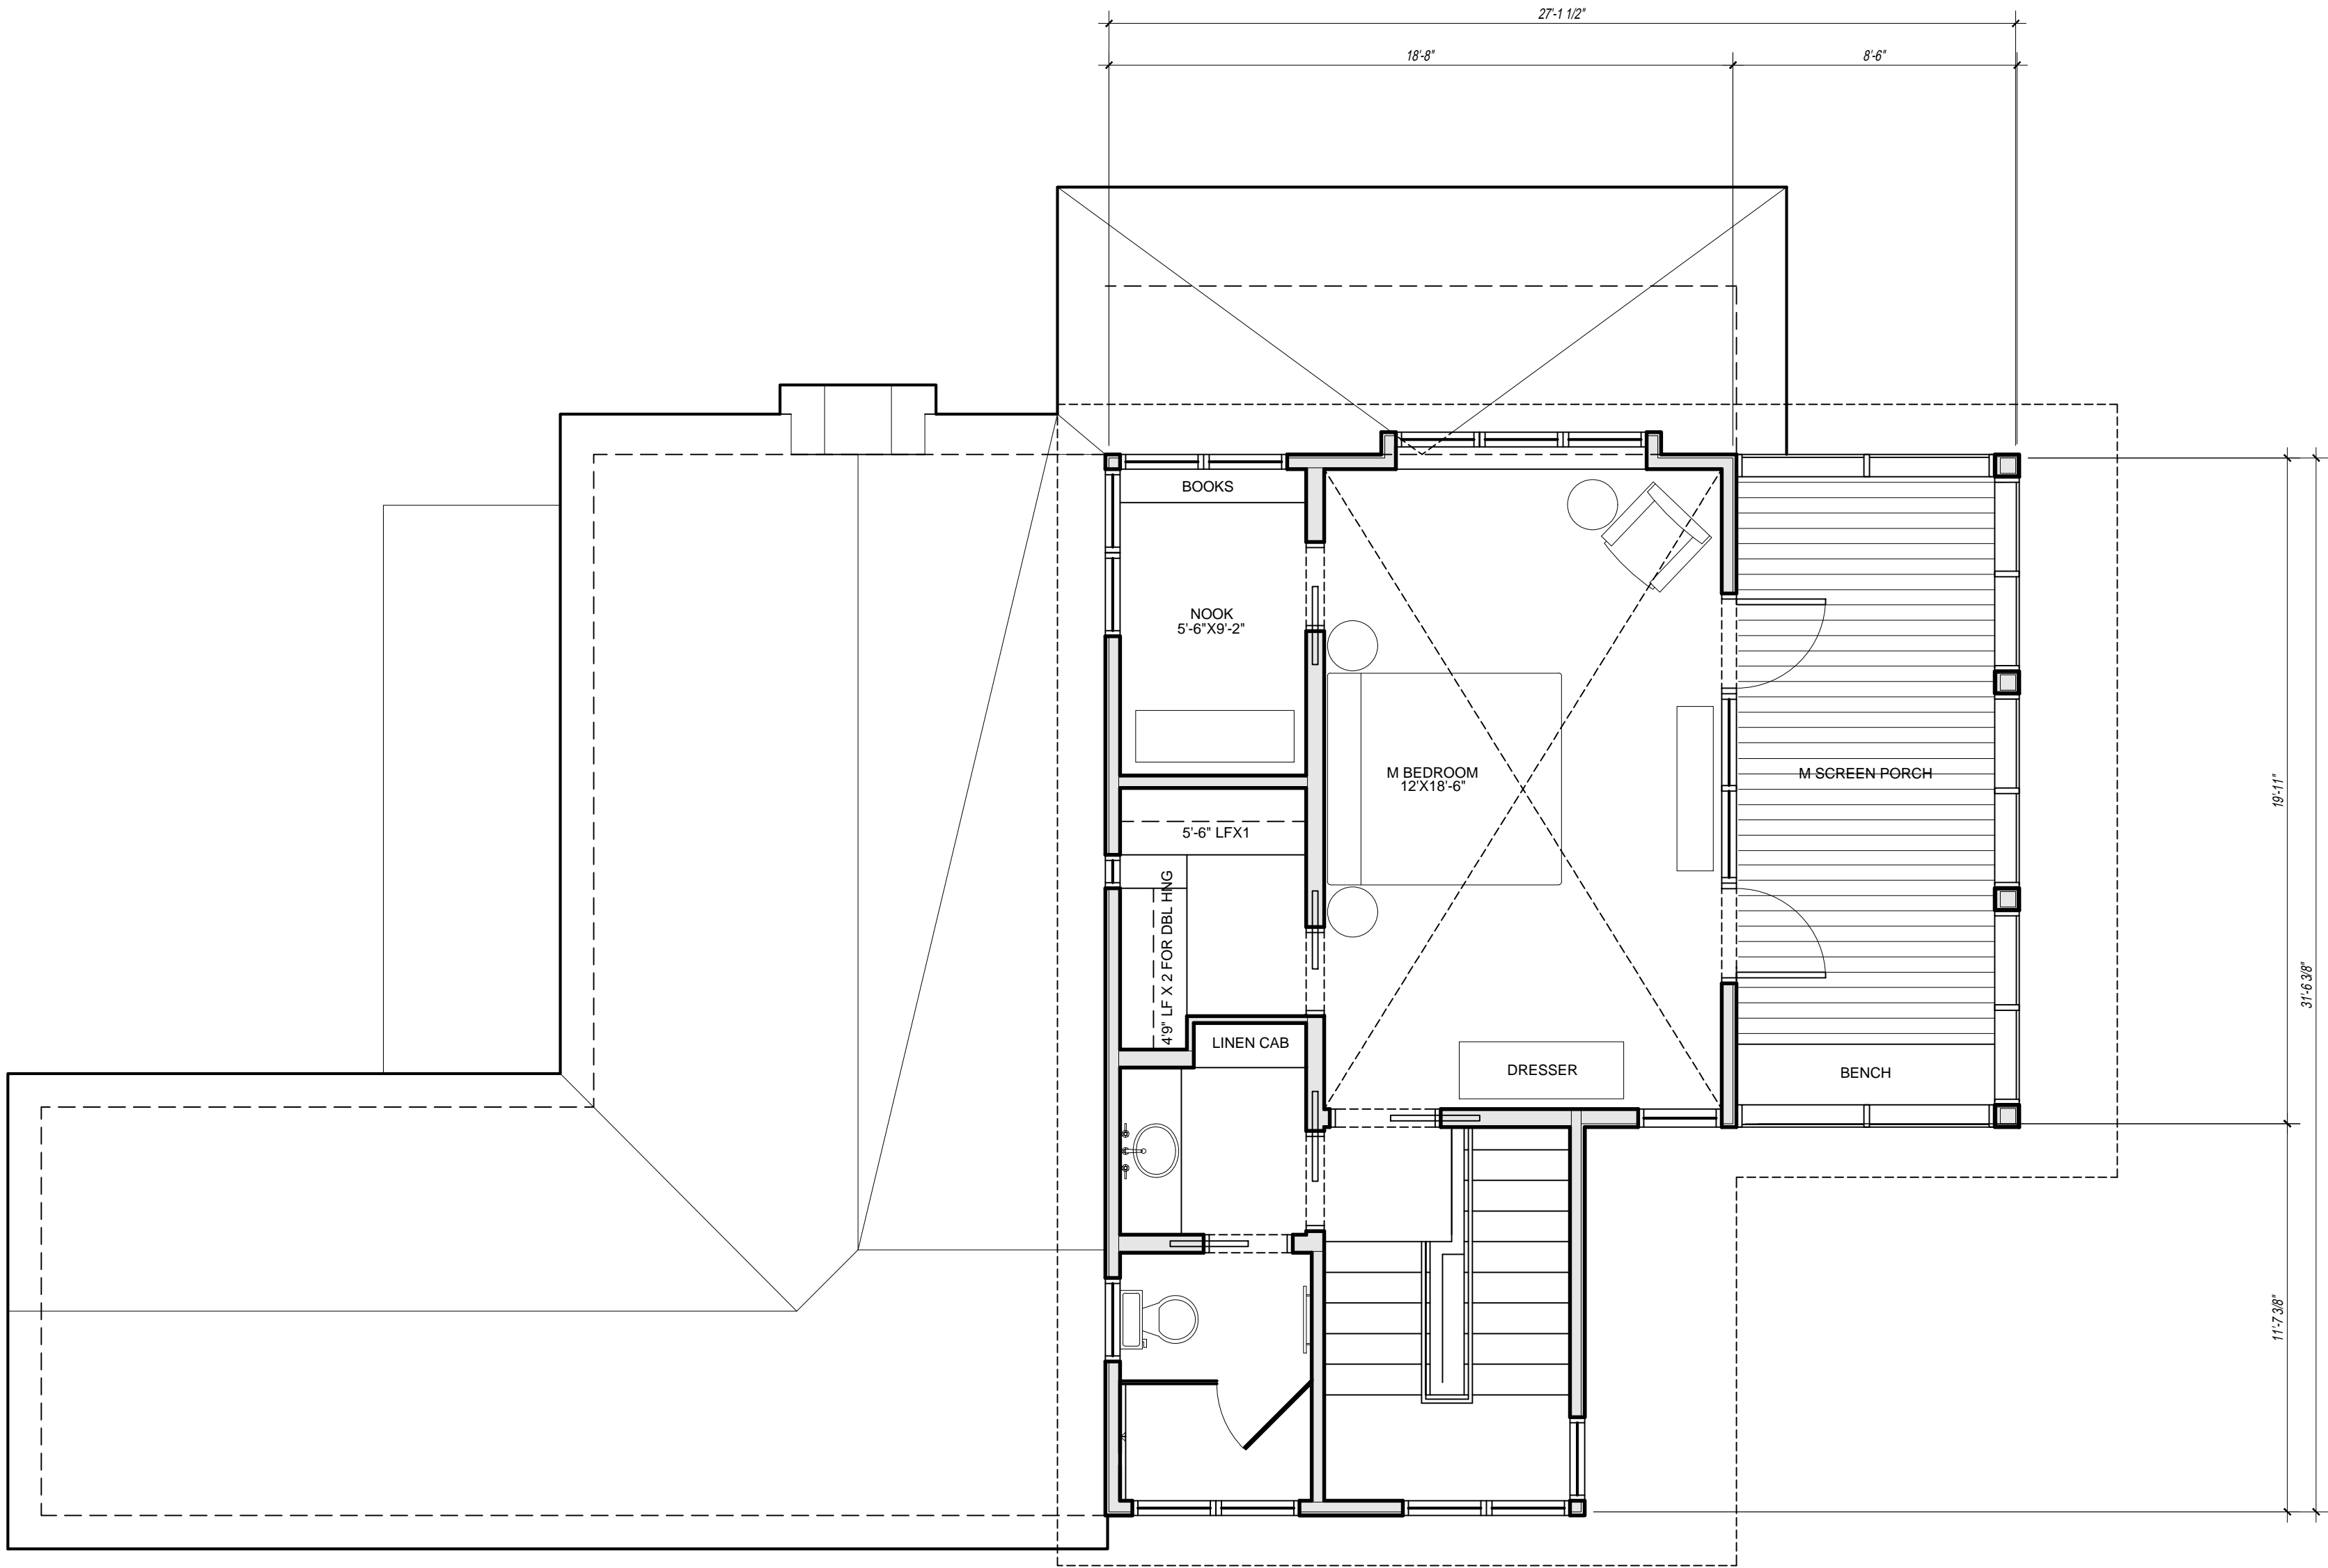 27'-1 1/2"
18'-8"
8'-6"
BOOKS
NOOK
5'-6"X9'-2"
M BEDROOM
12'X18'-6"
M SCREEN PORCH
19'-11"
5'-6" LFX1
4'9" LF X 2 FOR DBL HNG
31'-6 3/8"
LINEN CAB
DRESSER
BENCH
11'-7 3/8"